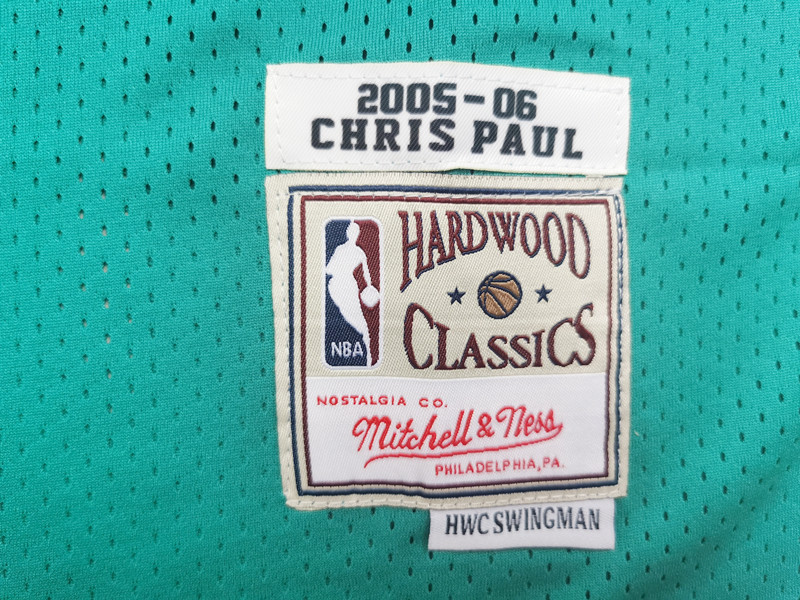 2005-06
CHRIS PAUL
HARDWOOD
CLASSICS
NBA
NOSTALGIA CO.
Mitchell & Ness
PHILADELPHIA, PA.
HWC SWINGMAN